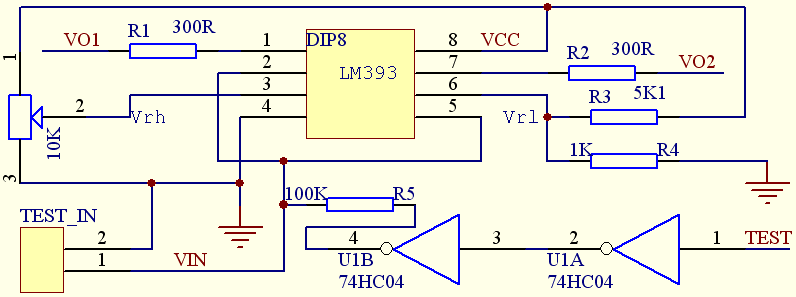 R1 300R
VO1
1 DIP8 8 VCC
R2 300R
1
2 LM393 7
VO2
3 6
R3 5K1
2 Vrh
4 5
Vrl
10K
1K R4
3
100K R5
TEST_IN
2
1 VIN
4 3 2 1 TEST
U1B U1A
74HC04 74HC04